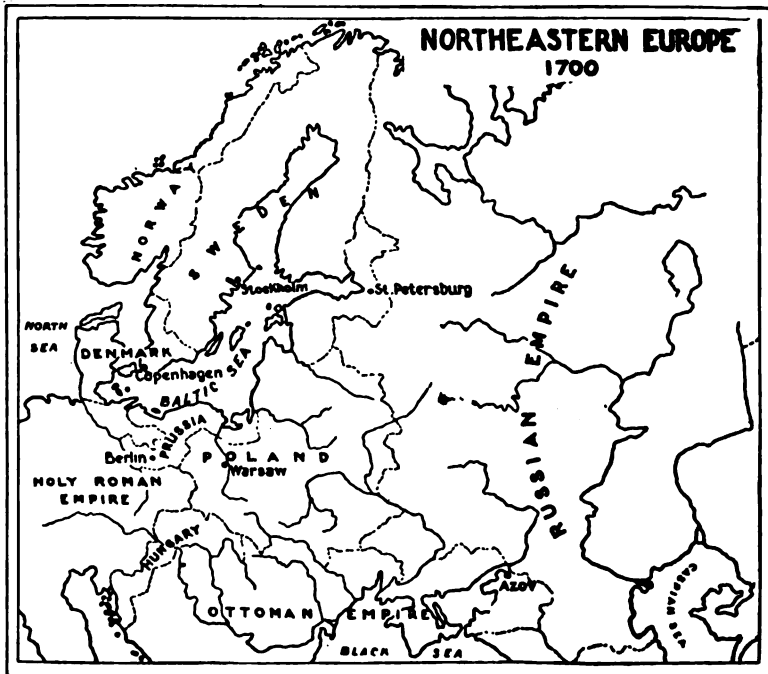 NORTHEASTERN EUROPE
1700
NORWAY
SWEDEN
Stockholm
St. Petersburg
NORTH
SEA
DENMARK
Copenhagen
BALTIC SEA
PRUSSIA
Berlin
POLAND
Warsaw
HOLY ROMAN
EMPIRE
HUNGARY
RUSSIAN EMPIRE
OTTOMAN EMPIRE
AZOV
CASPIAN SEA
BLACK SEA